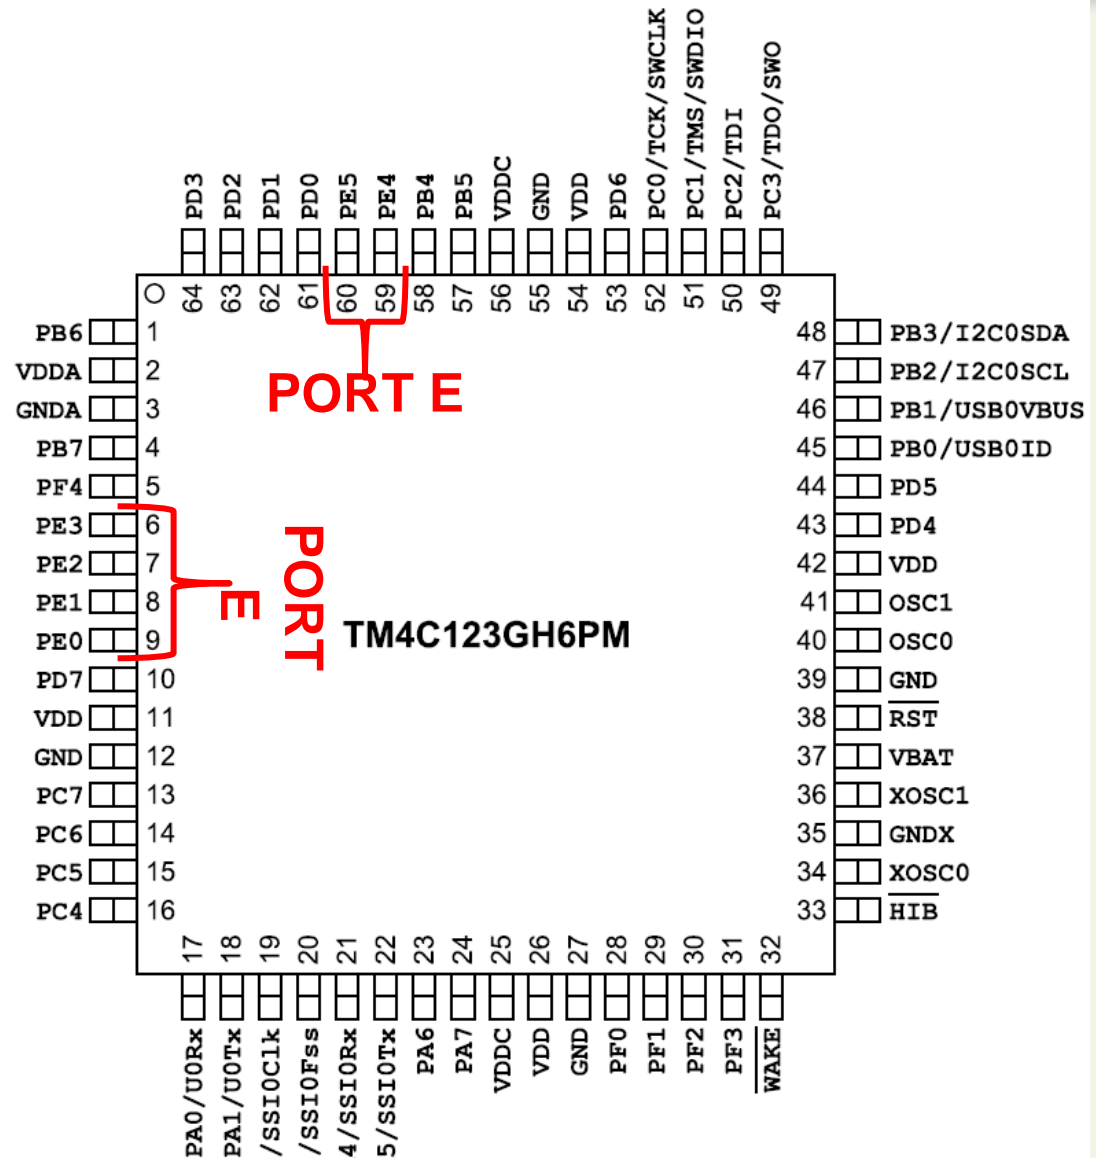 PD3
PD2
PD1
PD0
PE5
PE4
PB4
PB5
VDDC
GND
VDD
PD6
PC0/TCK/SWCLK
PC1/TMS/SWDIO
PC2/TDI
PC3/TDO/SWO
64
63
62
61
60
59
58
57
56
55
54
53
52
51
50
49
PORT E
PB6 1
VDDA 2
GNDA 3
PB7 4
PF4 5
PE3 6
PE2 7
PE1 8
PE0 9
PD7 10
VDD 11
GND 12
PC7 13
PC6 14
PC5 15
PC4 16
PORT
E
TM4C123GH6PM
48 PB3/I2C0SDA
47 PB2/I2C0SCL
46 PB1/USB0VBUS
45 PB0/USB0ID
44 PD5
43 PD4
42 VDD
41 OSC1
40 OSC0
39 GND
38 RST
37 VBAT
36 XOSC1
35 GNDX
34 XOSC0
33 HIB
17
18
19
20
21
22
23
24
25
26
27
28
29
30
31
32
PA0/U0Rx
PA1/U0Tx
/SSI0Clk
/SSI0Fss
4/SSI0Rx
5/SSI0Tx
PA6
PA7
VDDC
VDD
GND
PF0
PF1
PF2
PF3
WAKE